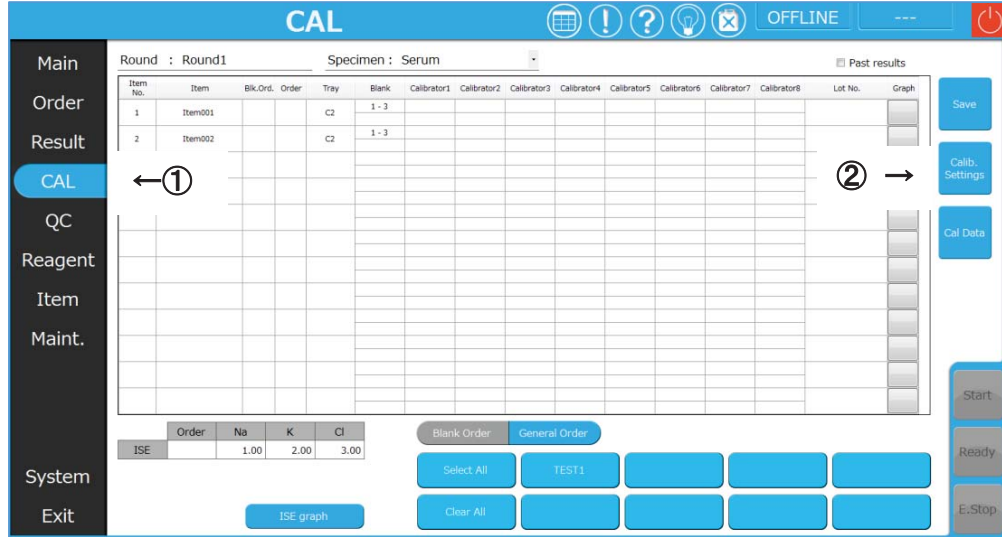 CAL
OFFLINE
---
Main
Order
Result
CAL
QC
Reagent
Item
Maint.
System
Exit
Round : Round1
Specimen : Serum
Past results
Item No. Item Blk.Ord. Order Tray Blank Calibrator1 Calibrator2 Calibrator3 Calibrator4 Calibrator5 Calibrator6 Calibrator7 Calibrator8 Lot No. Graph
1 Item001 C2 1 - 3
2 Item002 C2 1 - 3
←①
② →
Save
Calib.
Settings
Cal Data
Order Na K Cl
ISE 1.00 2.00 3.00
ISE graph
Blank Order General Order
Select All TEST1
Clear All
Start
Ready
E.Stop